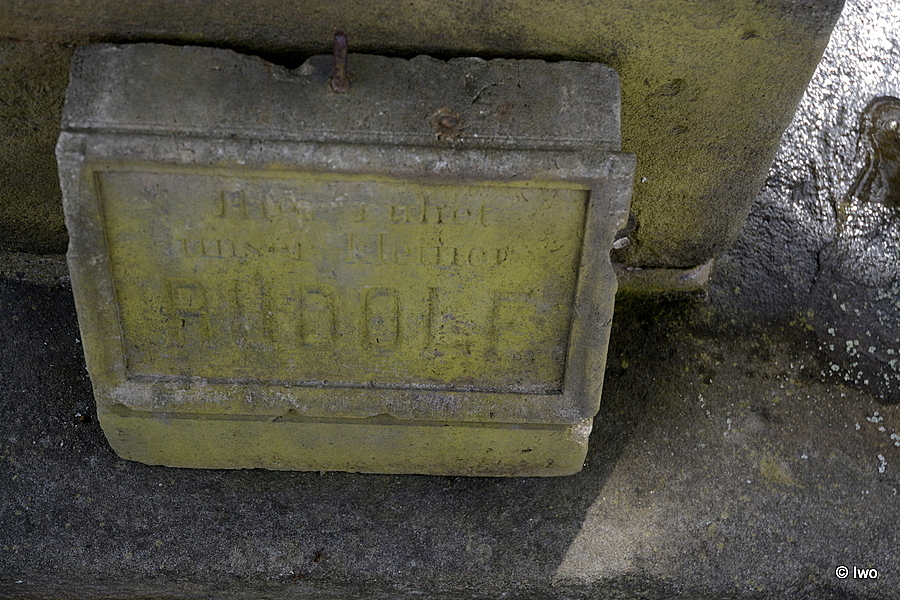 Hier ruhet
unser kleiner
RUDOLF
© Iwo